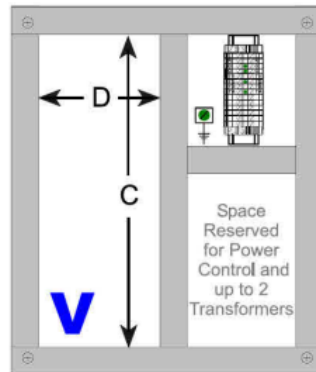 D
C
V
Space
Reserved
for Power
Control and
up to 2
Transformers